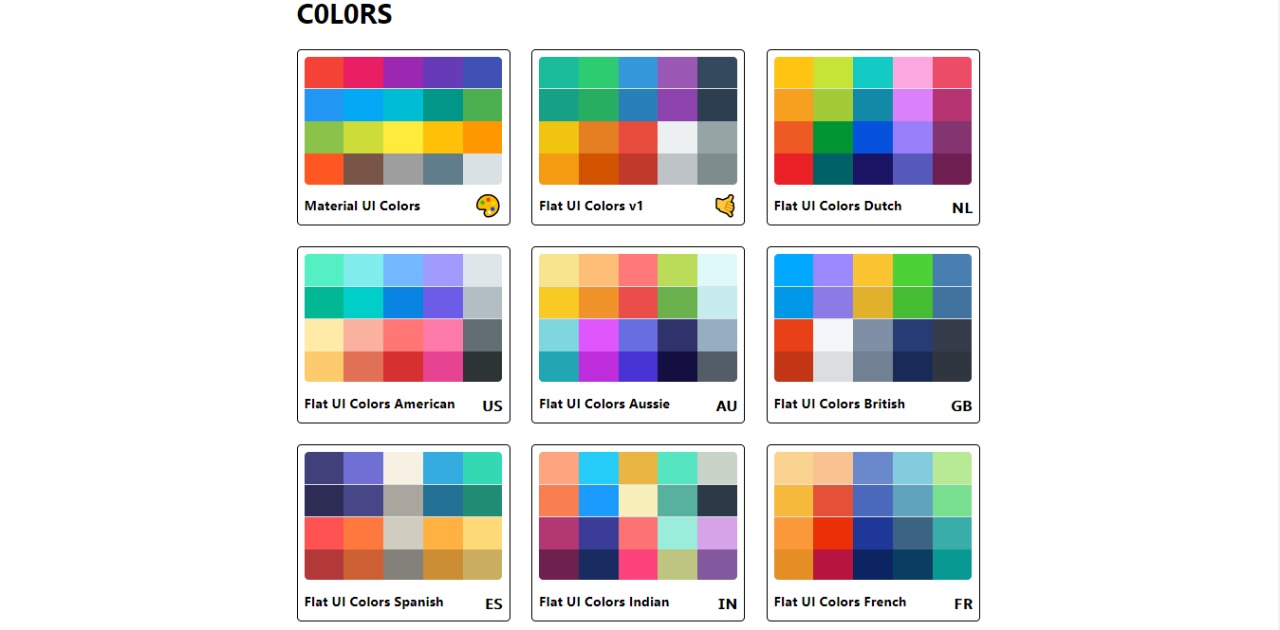 C0L0RS
Material UI Colors
Flat UI Colors v1
Flat UI Colors Dutch NL
Flat UI Colors American US
Flat UI Colors Aussie AU
Flat UI Colors British GB
Flat UI Colors Spanish ES
Flat UI Colors Indian IN
Flat UI Colors French FR